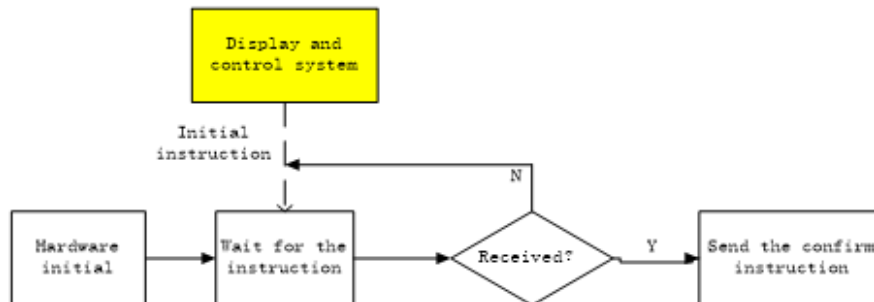 Display and
control system
Initial
instruction
N
Hardware
initial
Wait for the
instruction
Received?
Y
Send the confirm
instruction